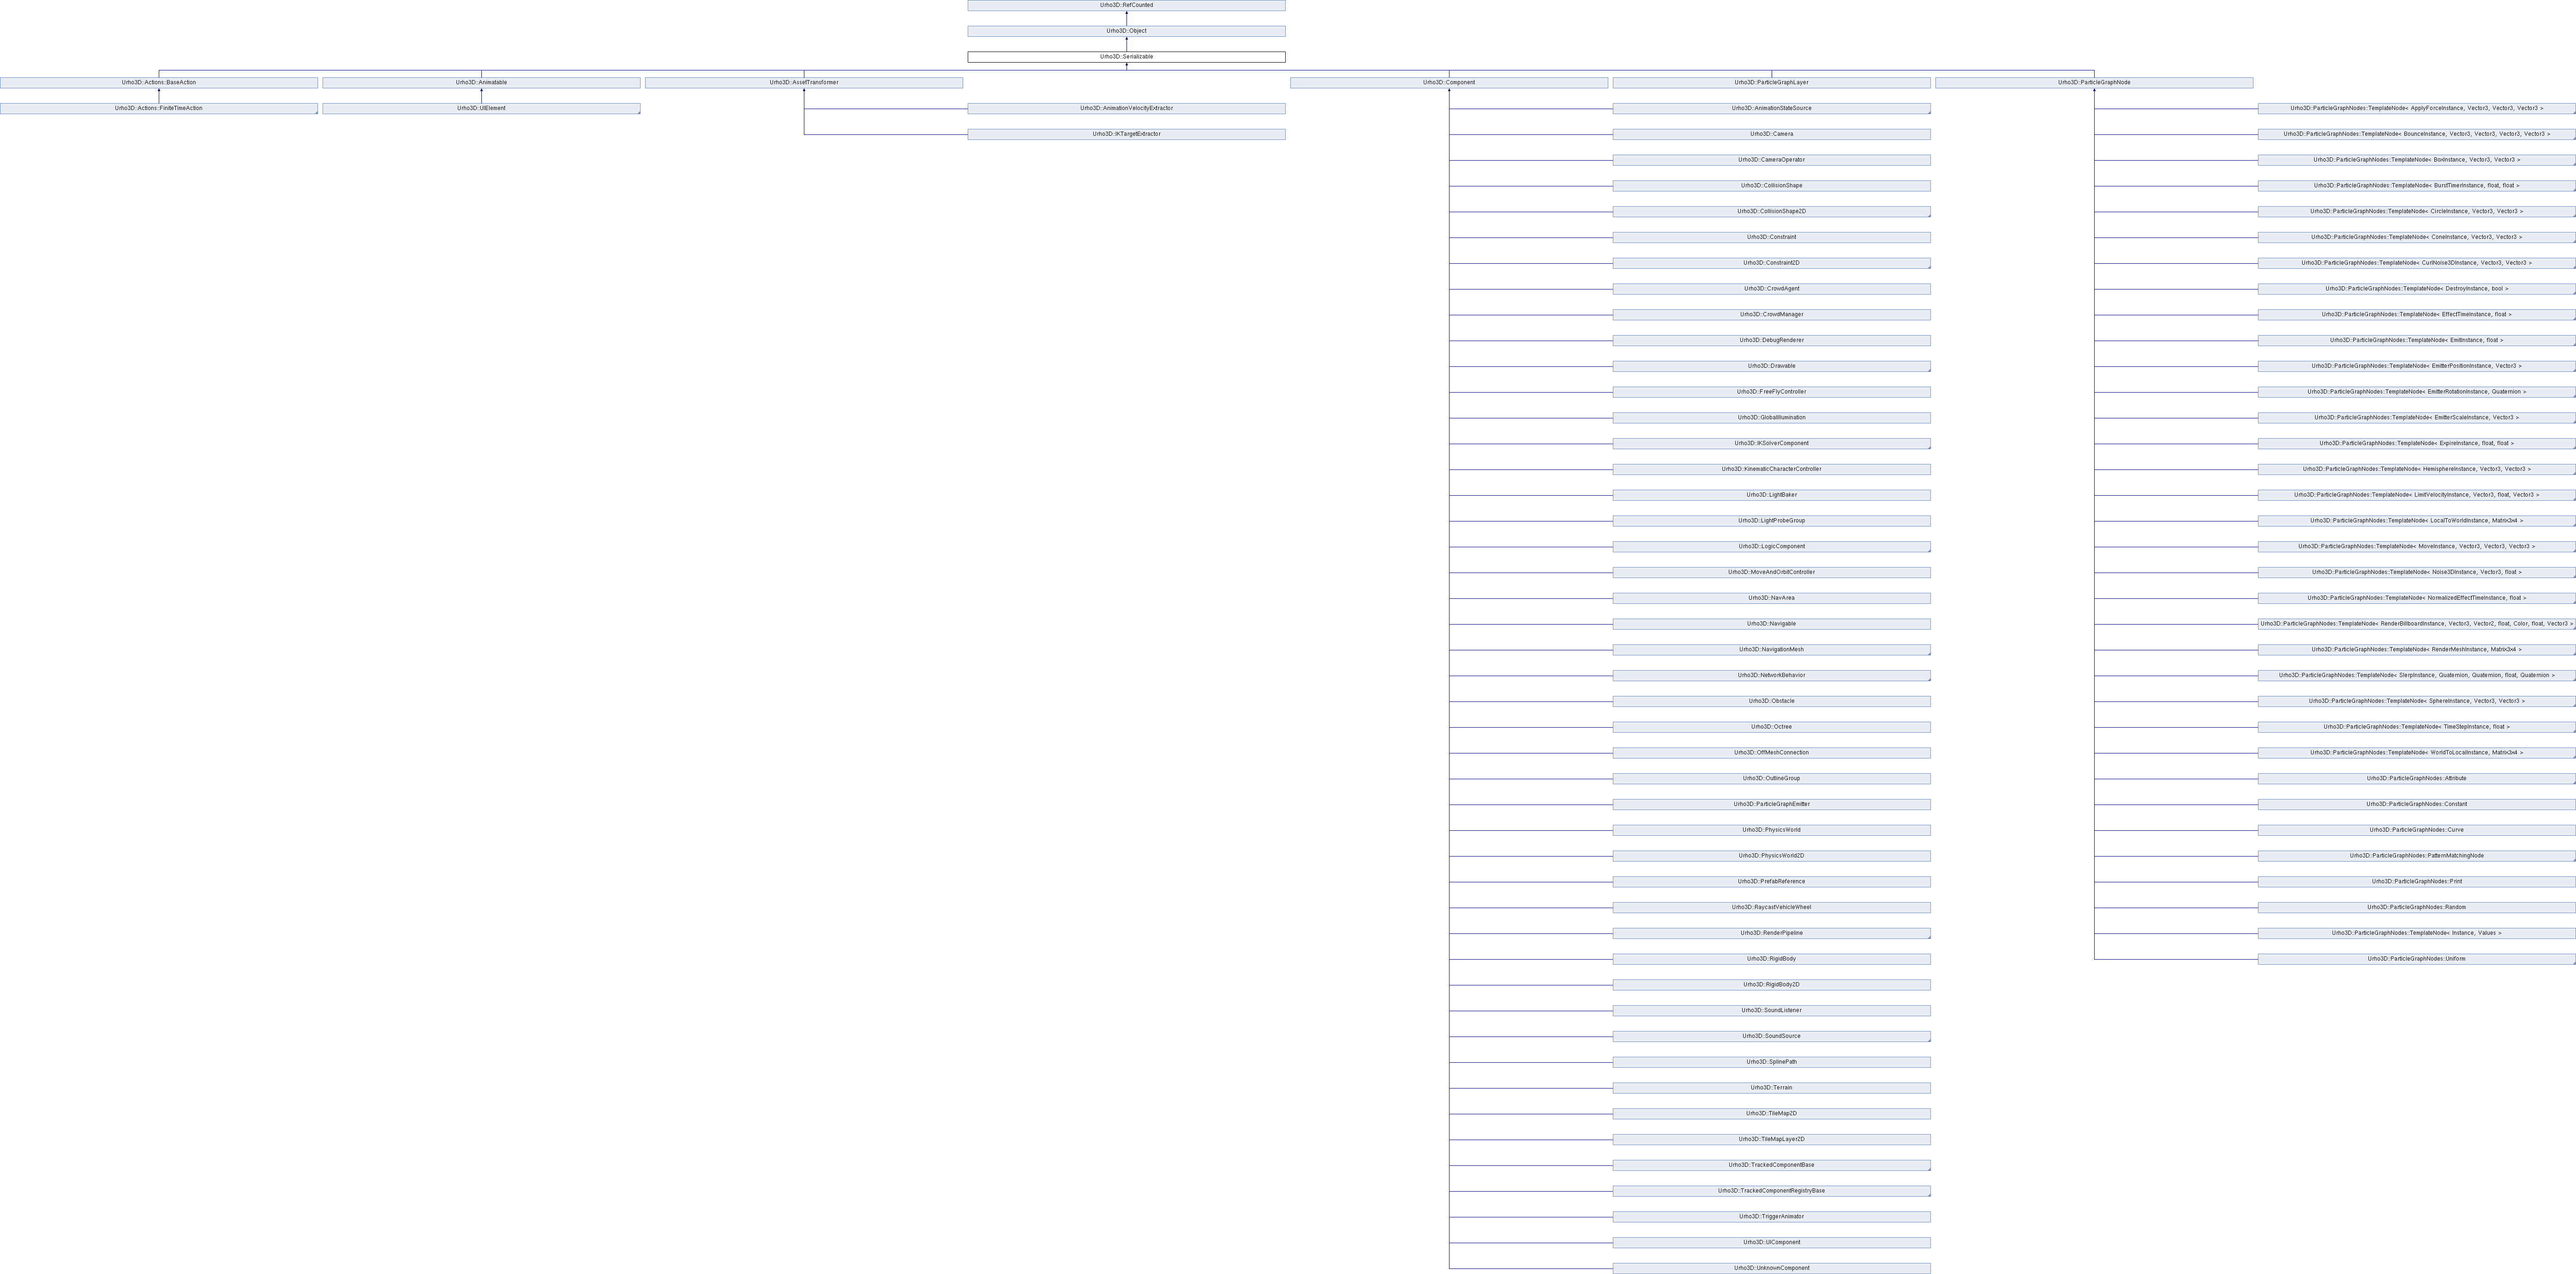 Urho3D::RefCounted
Urho3D::Object
Urho3D::Serializable
Urho3D::Actions::BaseAction
Urho3D::Animatable
Urho3D::AssetTransformer
Urho3D::Component
Urho3D::ParticleGraphLayer
Urho3D::ParticleGraphNode
Urho3D::Actions::FiniteTimeAction
Urho3D::UIElement
Urho3D::AnimationVelocityExtractor
Urho3D::IKTargetExtractor
Urho3D::AnimationStateSource
Urho3D::Camera
Urho3D::CameraOperator
Urho3D::CollisionShape
Urho3D::CollisionShape2D
Urho3D::Constraint
Urho3D::Constraint2D
Urho3D::CrowdAgent
Urho3D::CrowdManager
Urho3D::DebugRenderer
Urho3D::Drawable
Urho3D::FreeFlyController
Urho3D::GlobalIllumination
Urho3D::IKSolverComponent
Urho3D::KinematicCharacterController
Urho3D::LightBaker
Urho3D::LightProbeGroup
Urho3D::LogicComponent
Urho3D::MoveAndOrbitController
Urho3D::NavArea
Urho3D::Navigable
Urho3D::NavigationMesh
Urho3D::NetworkBehavior
Urho3D::Obstacle
Urho3D::Octree
Urho3D::OffMeshConnection
Urho3D::OutlineGroup
Urho3D::ParticleGraphEmitter
Urho3D::PhysicsWorld
Urho3D::PhysicsWorld2D
Urho3D::PrefabReference
Urho3D::RaycastVehicleWheel
Urho3D::RenderPipeline
Urho3D::RigidBody
Urho3D::RigidBody2D
Urho3D::SoundListener
Urho3D::SoundSource
Urho3D::SplinePath
Urho3D::Terrain
Urho3D::TileMap2D
Urho3D::TileMapLayer2D
Urho3D::TrackedComponentBase
Urho3D::TrackedComponentRegistryBase
Urho3D::TriggerAnimator
Urho3D::UIComponent
Urho3D::UnknownComponent
Urho3D::ParticleGraphNodes::TemplateNode< ApplyForceInstance, Vector3, Vector3, Vector3 >
Urho3D::ParticleGraphNodes::TemplateNode< BounceInstance, Vector3, Vector3, Vector3, Vector3 >
Urho3D::ParticleGraphNodes::TemplateNode< BoxInstance, Vector3, Vector3 >
Urho3D::ParticleGraphNodes::TemplateNode< BurstTimerInstance, float, float >
Urho3D::ParticleGraphNodes::TemplateNode< CircleInstance, Vector3, Vector3 >
Urho3D::ParticleGraphNodes::TemplateNode< ConeInstance, Vector3, Vector3 >
Urho3D::ParticleGraphNodes::TemplateNode< CurlNoise3DInstance, Vector3, Vector3 >
Urho3D::ParticleGraphNodes::TemplateNode< DestroyInstance, bool >
Urho3D::ParticleGraphNodes::TemplateNode< EffectTimeInstance, float >
Urho3D::ParticleGraphNodes::TemplateNode< EmitInstance, float >
Urho3D::ParticleGraphNodes::TemplateNode< EmitterPositionInstance, Vector3 >
Urho3D::ParticleGraphNodes::TemplateNode< EmitterRotationInstance, Quaternion >
Urho3D::ParticleGraphNodes::TemplateNode< EmitterScaleInstance, Vector3 >
Urho3D::ParticleGraphNodes::TemplateNode< ExpireInstance, float, float >
Urho3D::ParticleGraphNodes::TemplateNode< HemisphereInstance, Vector3, Vector3 >
Urho3D::ParticleGraphNodes::TemplateNode< LimitVelocityInstance, Vector3, float, Vector3 >
Urho3D::ParticleGraphNodes::TemplateNode< LocalToWorldInstance, Matrix3x4 >
Urho3D::ParticleGraphNodes::TemplateNode< MoveInstance, Vector3, Vector3, Vector3 >
Urho3D::ParticleGraphNodes::TemplateNode< Noise3DInstance, Vector3, float >
Urho3D::ParticleGraphNodes::TemplateNode< NormalizedEffectTimeInstance, float >
Urho3D::ParticleGraphNodes::TemplateNode< RenderBillboardInstance, Vector3, Vector2, float, Color, float, Vector3 >
Urho3D::ParticleGraphNodes::TemplateNode< RenderMeshInstance, Matrix3x4 >
Urho3D::ParticleGraphNodes::TemplateNode< SlerpInstance, Quaternion, Quaternion, float, Quaternion >
Urho3D::ParticleGraphNodes::TemplateNode< SphereInstance, Vector3, Vector3 >
Urho3D::ParticleGraphNodes::TemplateNode< TimeStepInstance, float >
Urho3D::ParticleGraphNodes::TemplateNode< WorldToLocalInstance, Matrix3x4 >
Urho3D::ParticleGraphNodes::Attribute
Urho3D::ParticleGraphNodes::Constant
Urho3D::ParticleGraphNodes::Curve
Urho3D::ParticleGraphNodes::PatternMatchingNode
Urho3D::ParticleGraphNodes::Print
Urho3D::ParticleGraphNodes::Random
Urho3D::ParticleGraphNodes::TemplateNode< Instance, Values >
Urho3D::ParticleGraphNodes::Uniform